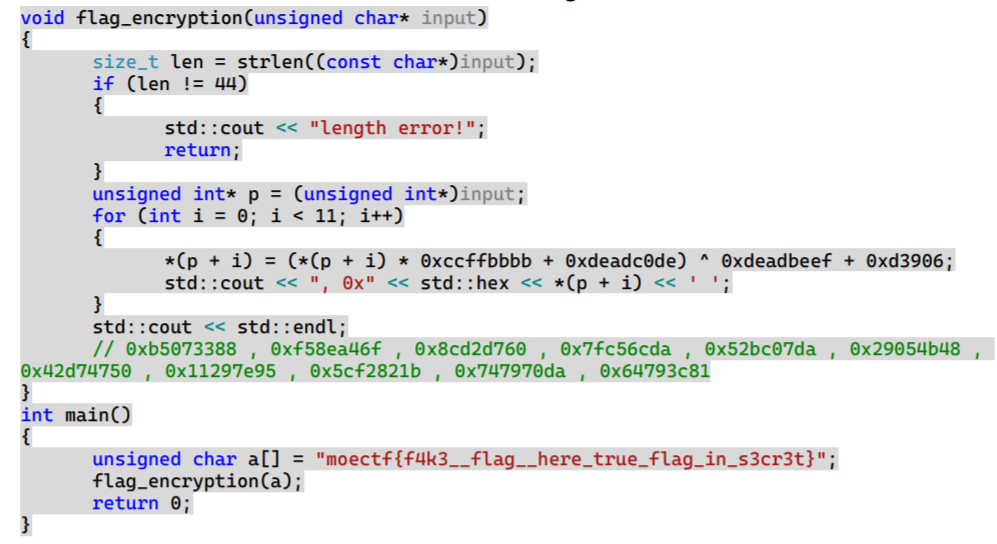 void flag_encryption(unsigned char* input)
{
size_t len = strlen((const char*)input);
if (len != 44)
{
std::cout << "length error!";
return;
}
unsigned int* p = (unsigned int*)input;
for (int i = 0; i < 11; i++)
{
*(p + i) = (*(p + i) * 0xccffbbbb + 0xdeadc0de) ^ 0xdeadbeef + 0xd3906;
std::cout << ", 0x" << std::hex << *(p + i) << ' ';
}
std::cout << std::endl;
// 0xb5073388 , 0xf58ea46f , 0x8cd2d760 , 0x7fc56cda , 0x52bc07da , 0x29054b48 ,
0x42d74750 , 0x11297e95 , 0x5cf2821b , 0x747970da , 0x64793c81
}
int main()
{
unsigned char a[] = "moectf{f4k3__flag__here_true_flag_in_s3cr3t}";
flag_encryption(a);
return 0;
}